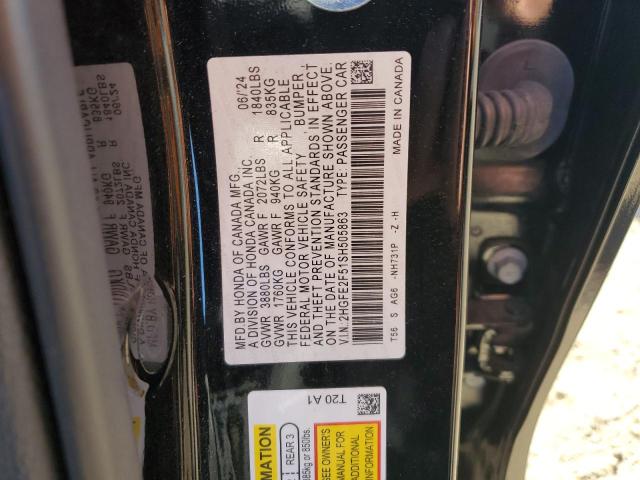 MFD.BY HONDA OF CANADA MFG. 06/'24
A DIVISION OF HONDA CANADA INC.
GVWR 3880LBS GAWR F 2072LBS R 1840LBS
GVWR 1760KG GAWR F 940KG R 835KG
THIS VEHICLE CONFORMS TO ALL APPLICABLE
FEDERAL MOTOR VEHICLE SAFETY, BUMPER,
AND THEFT PREVENTION STANDARDS IN EFFECT
ON THE DATE OF MANUFACTURE SHOWN ABOVE.
V.I.N.:2HGFE2F51SH505863 TYPE: PASSENGER CAR
T56 S AG6 -NH731P -Z -H
MADE IN CANADA
T20 A1
REAR 3
385kg or 850lbs.
SEE OWNER'S
MANUAL FOR
ADDITIONAL
INFORMATION